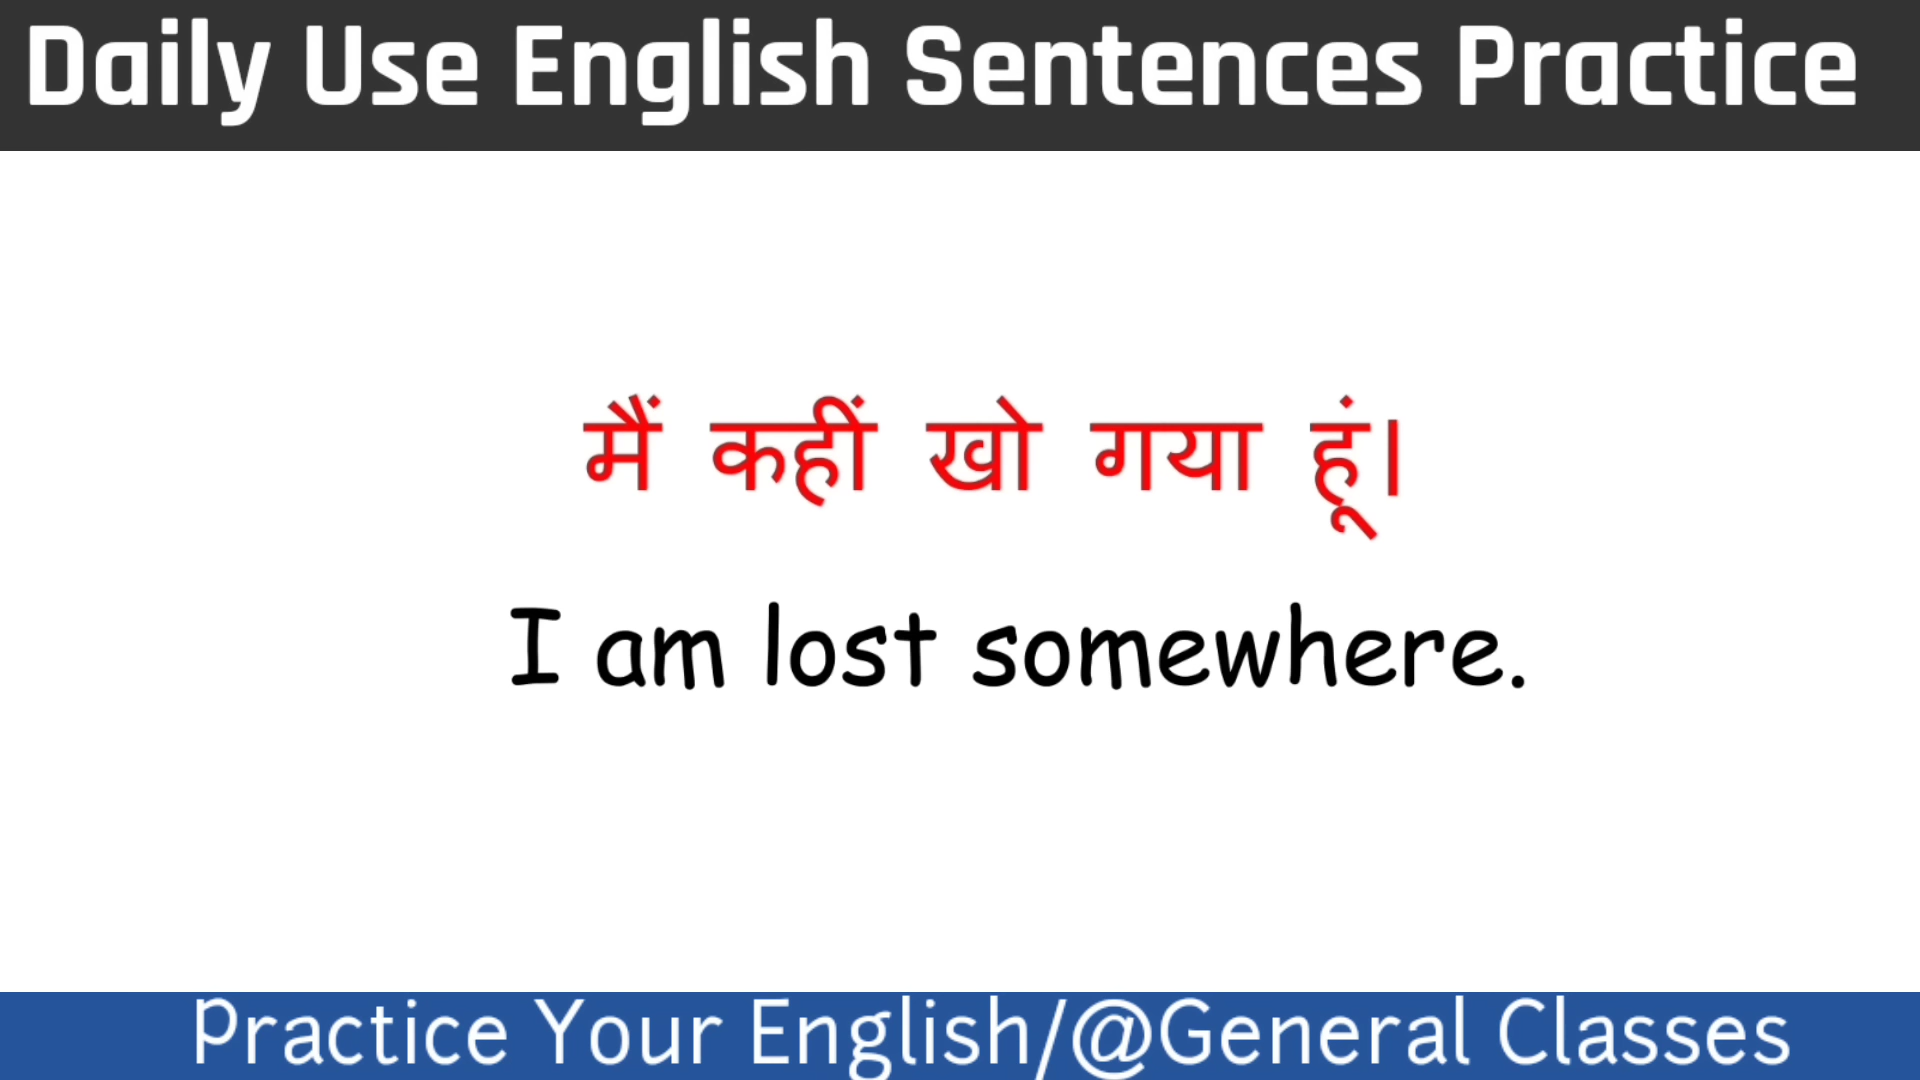 Daily Use English Sentences Practice
मैं कहीं खो गया हूं।
I am lost somewhere.
Practice Your English/@General Classes